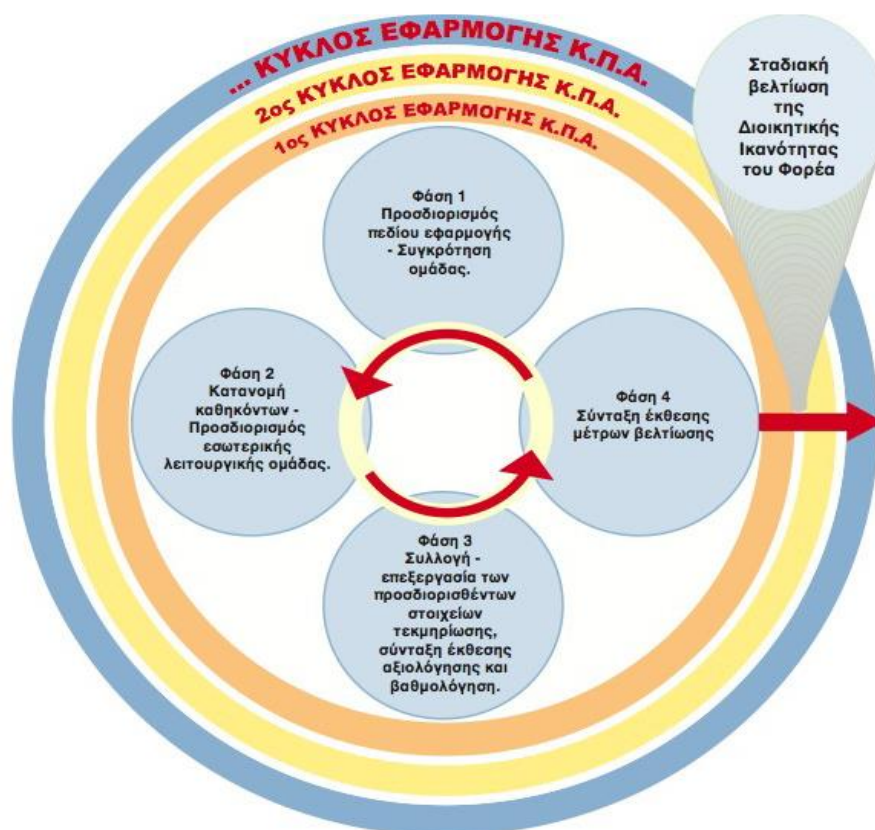 ... ΚΥΚΛΟΣ ΕΦΑΡΜΟΓΗΣ Κ.Π.Α.
2ος ΚΥΚΛΟΣ ΕΦΑΡΜΟΓΗΣ Κ.Π.Α.
1ος ΚΥΚΛΟΣ ΕΦΑΡΜΟΓΗΣ Κ.Π.Α.
Σταδιακή
βελτίωση
της
Διοικητικής
Ικανότητας
του Φορέα
Φάση 1
Προσδιορισμός
πεδίου εφαρμογής
- Συγκρότηση
ομάδας.
Φάση 2
Κατανομή
καθηκόντων -
Προσδιορισμός
εσωτερικής
λειτουργικής ομάδας.
Φάση 3
Συλλογή -
επεξεργασία των
προσδιορισθέντων
στοιχείων
τεκμηρίωσης,
σύνταξη έκθεσης
αξιολόγησης και
βαθμολόγηση.
Φάση 4
Σύνταξη έκθεσης
μέτρων βελτίωσης